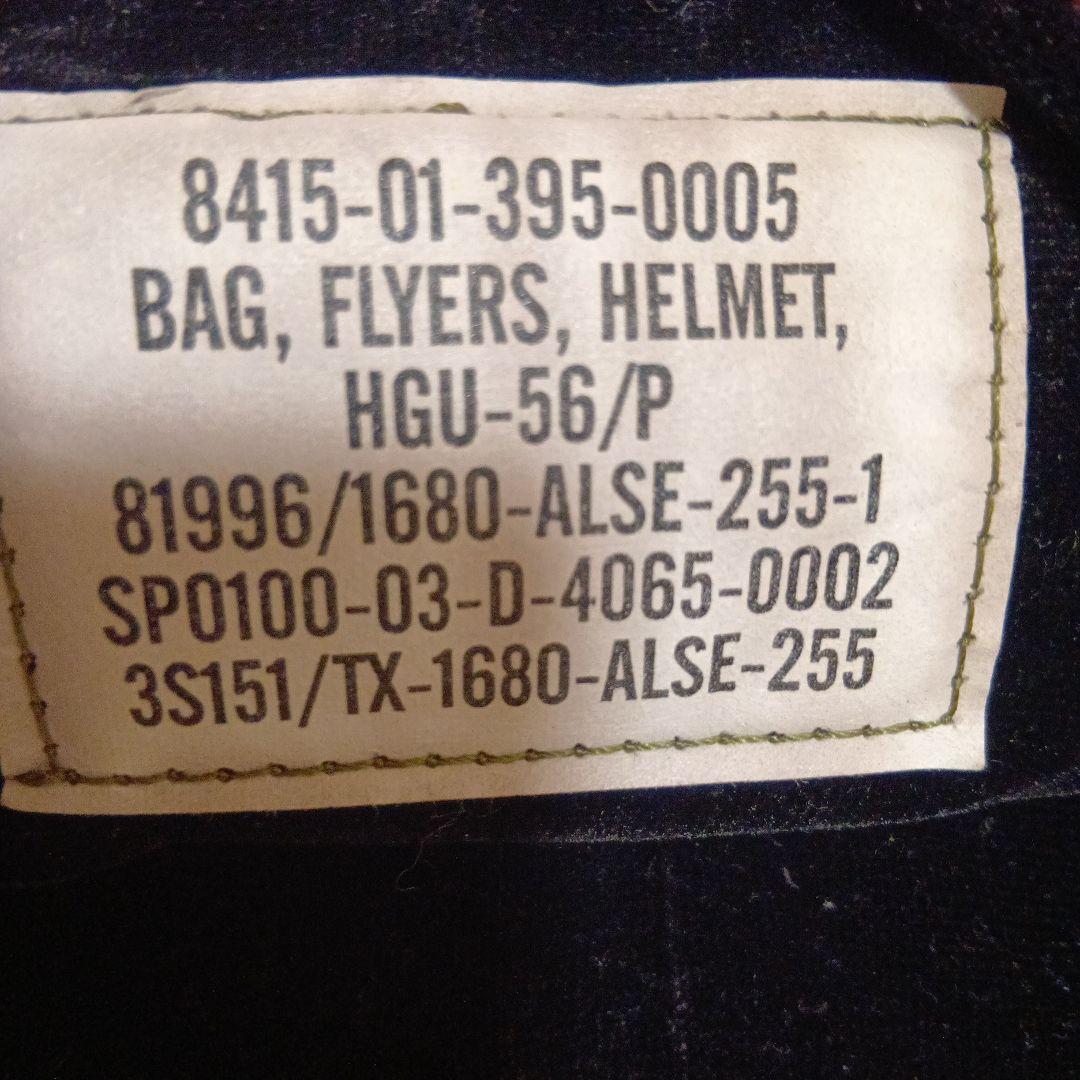 8415-01-395-0005
BAG, FLYERS, HELMET,
HGU-56/P
81996/1680-ALSE-255-1
SP0100-03-D-4065-0002
3S151/TX-1680-ALSE-255